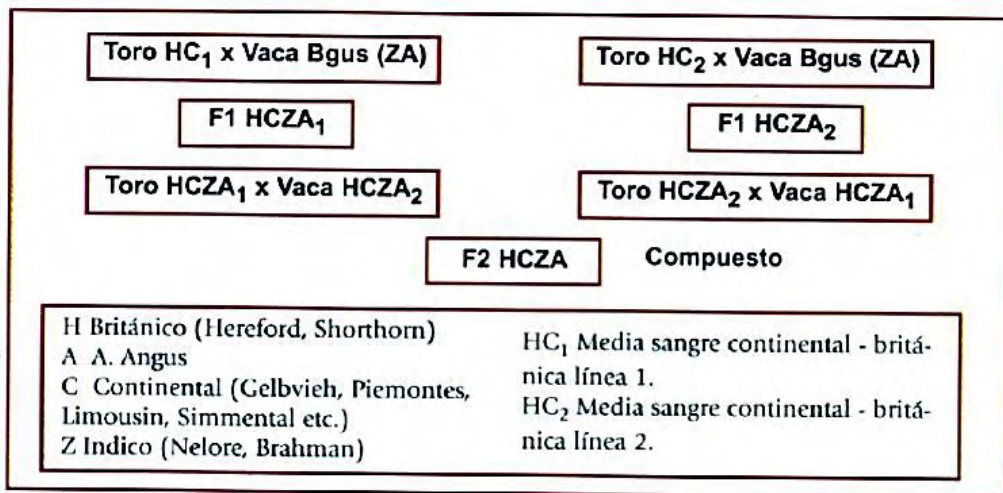 Toro HC₁ x Vaca Bgus (ZA)
Toro HC₂ x Vaca Bgus (ZA)
F1 HCZA₁
F1 HCZA₂
Toro HCZA₁ x Vaca HCZA₂
Toro HCZA₂ x Vaca HCZA₁
F2 HCZA
Compuesto
H Británico (Hereford, Shorthorn)
A A. Angus
C Continental (Gelbvieh, Piemontes,
Limousin, Simmental etc.)
Z Indico (Nelore, Brahman)
HC₁ Media sangre continental - britá-
nica línea 1.
HC₂ Media sangre continental - britá-
nica línea 2.